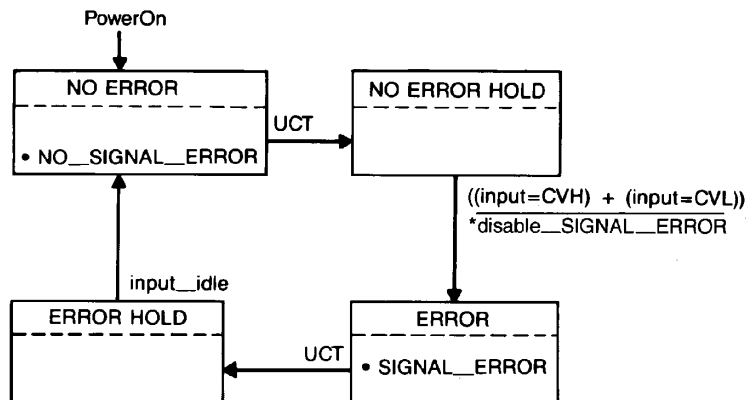 PowerOn
NO ERROR
• NO__SIGNAL__ERROR
UCT
NO ERROR HOLD
((input=CVH) + (input=CVL))
*disable__SIGNAL__ERROR
ERROR
• SIGNAL__ERROR
UCT
ERROR HOLD
input__idle